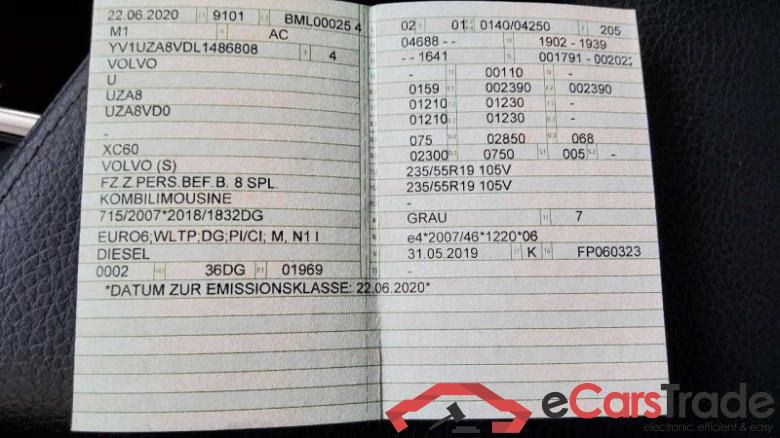 22.06.2020 9101 BML00025 4
M1 AC
YV1UZA8VDL1486808 4
VOLVO
U
UZA8
UZA8VD0
-
XC60
VOLVO (S)
FZ.Z.PERS.BEF.B. 8 SPL.
KOMBILIMOUSINE
715/2007*2018/1832DG
EURO6;WLTP;DG;PI/CI; M, N1 I
DIESEL
0002 36DG 01969
*DATUM ZUR EMISSIONSKLASSE: 22.06.2020*
02 01 0140/04250 205
04688 - - 1902 - 1939
- - 1641 001791 - 00202
- 00110 -
0159 002390 002390
01210 01230 -
01210 01230 -
075 02850 068
02300 0750 005 -
235/55R19 105V
235/55R19 105V
-
GRAU 7
e4*2007/46*1220*06
31.05.2019 K FP060323
-
eCarsTrade
electronic, efficient & easy